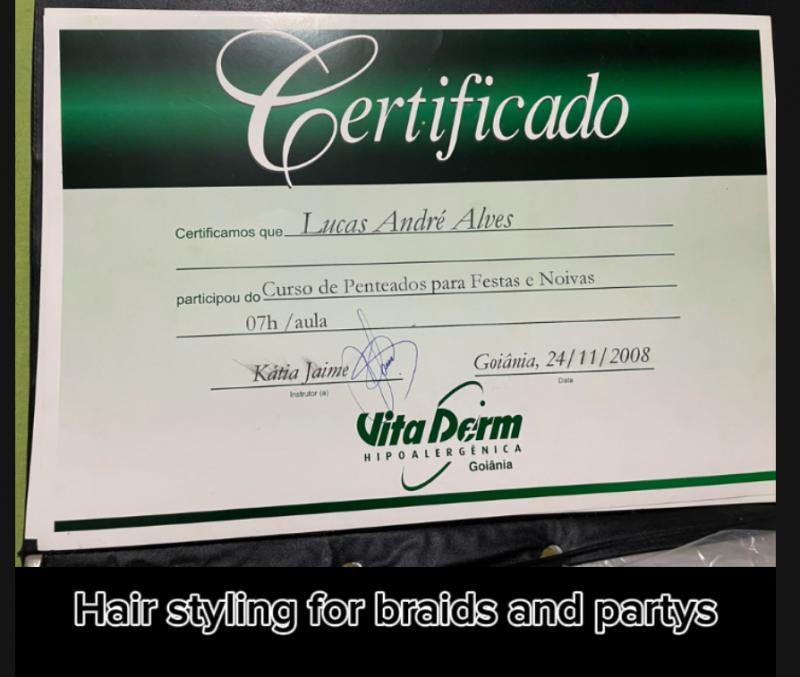 Certificado
Certificamos que Lucas André Alves
participou do Curso de Penteados para Festas e Noivas
07h /aula
Kátia Jaime
Goiânia, 24/11/2008
Instrutor (a)
Data
Vita Derm
HIPOALERGÊNICA
Goiânia
Hair styling for braids and partys